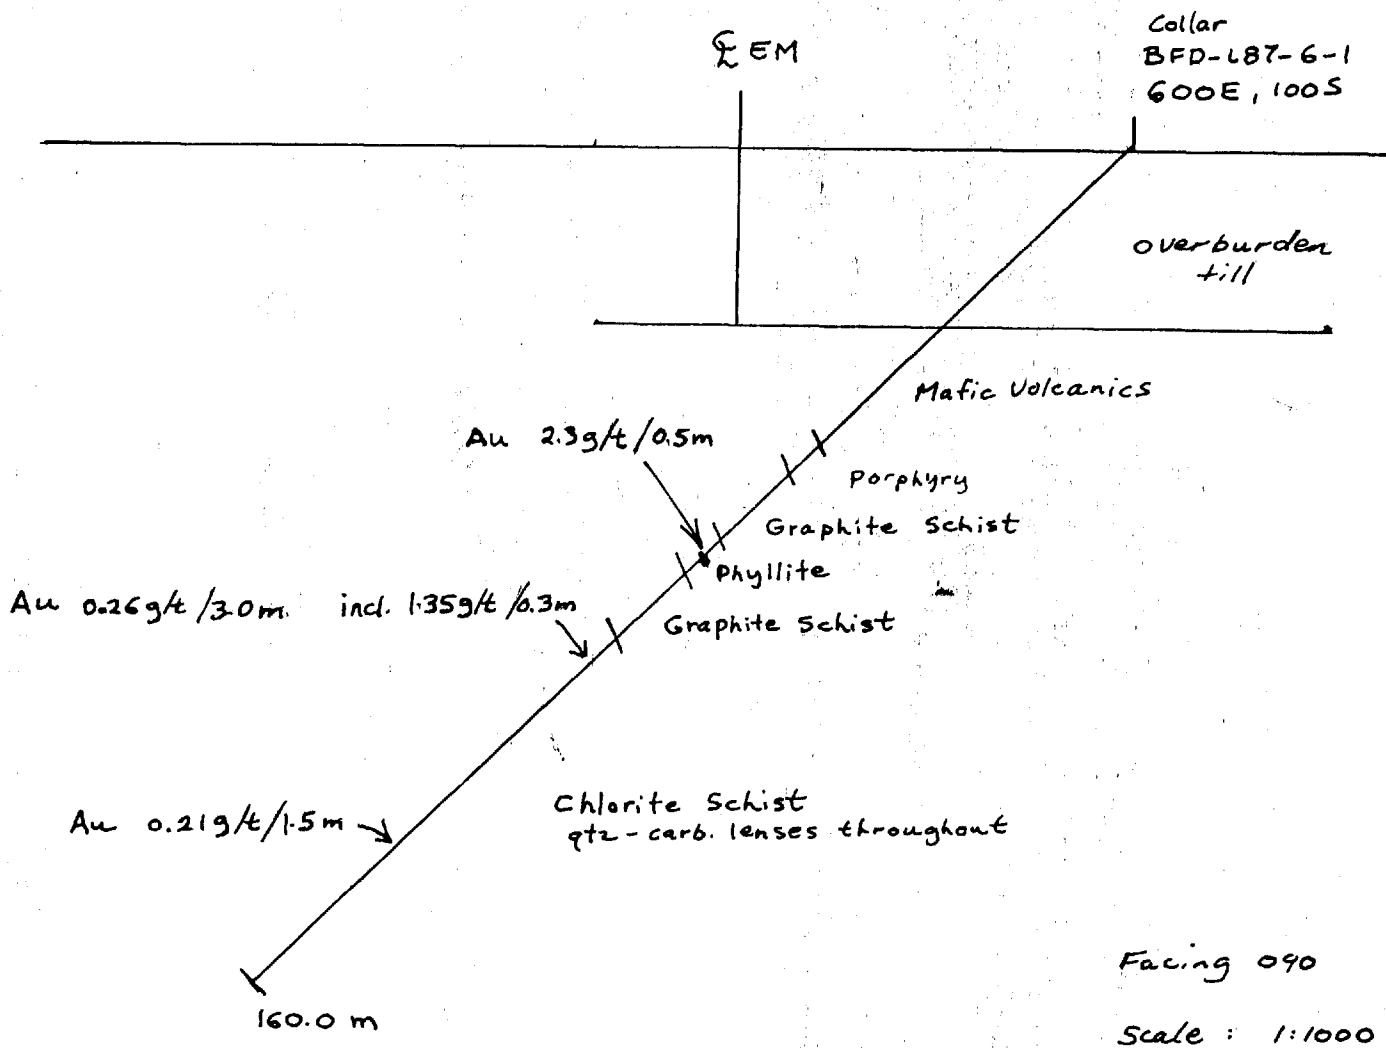 ℄ EM
Collar
BFD-L87-6-1
600E, 100S
overburden
till
Mafic Volcanics
Au 2.3g/t/0.5m
Porphyry
Graphite Schist
Phyllite
Au 0.26g/t/3.0m. incl. 1.35g/t/0.3m
Graphite Schist
Chlorite Schist
qtz-carb. lenses throughout
Au 0.21g/t/1.5m
160.0 m
Facing 090
Scale : 1:1000